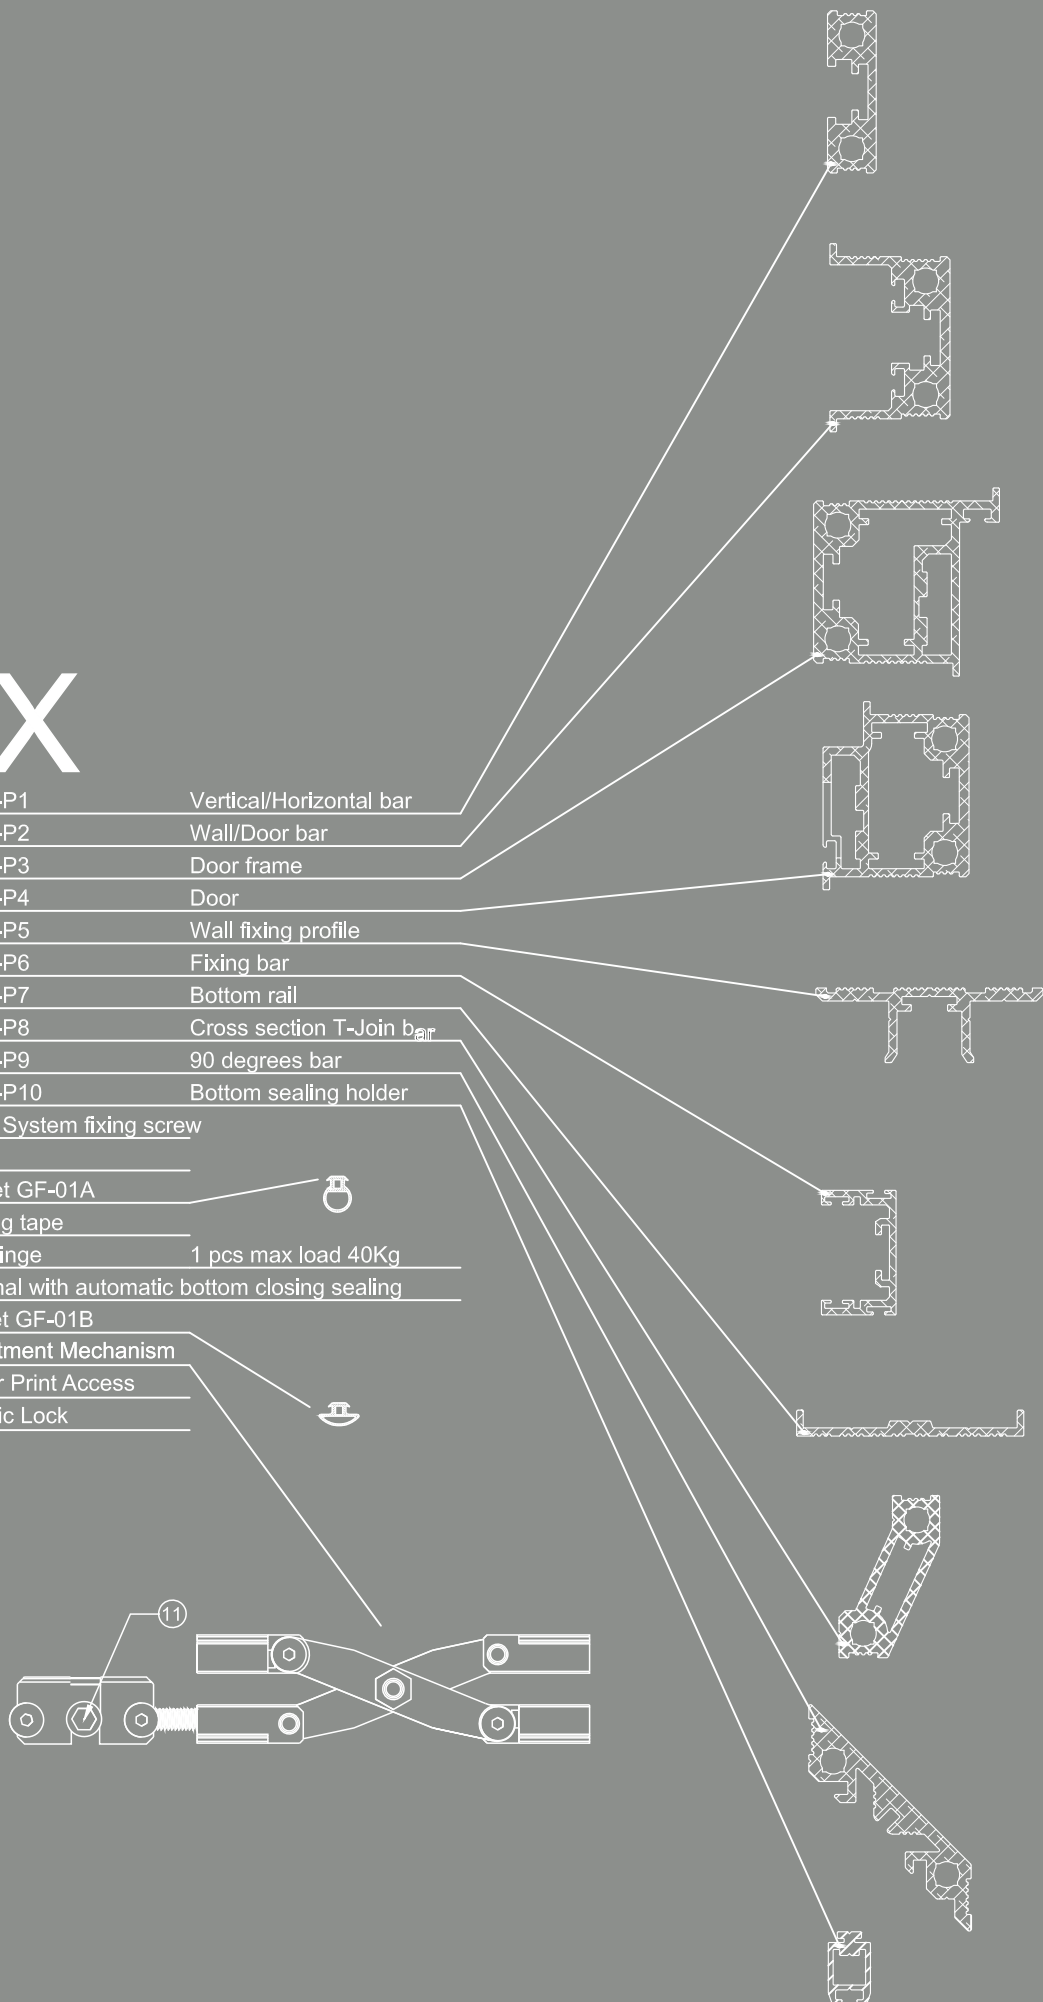 X
-P1 Vertical/Horizontal bar
-P2 Wall/Door bar
-P3 Door frame
-P4 Door
-P5 Wall fixing profile
-P6 Fixing bar
-P7 Bottom rail
-P8 Cross section T-Join bar
-P9 90 degrees bar
-P10 Bottom sealing holder
System fixing screw
et GF-01A
g tape
inge 1 pcs max load 40Kg
nal with automatic bottom closing sealing
et GF-01B
tment Mechanism
r Print Access
ic Lock
11